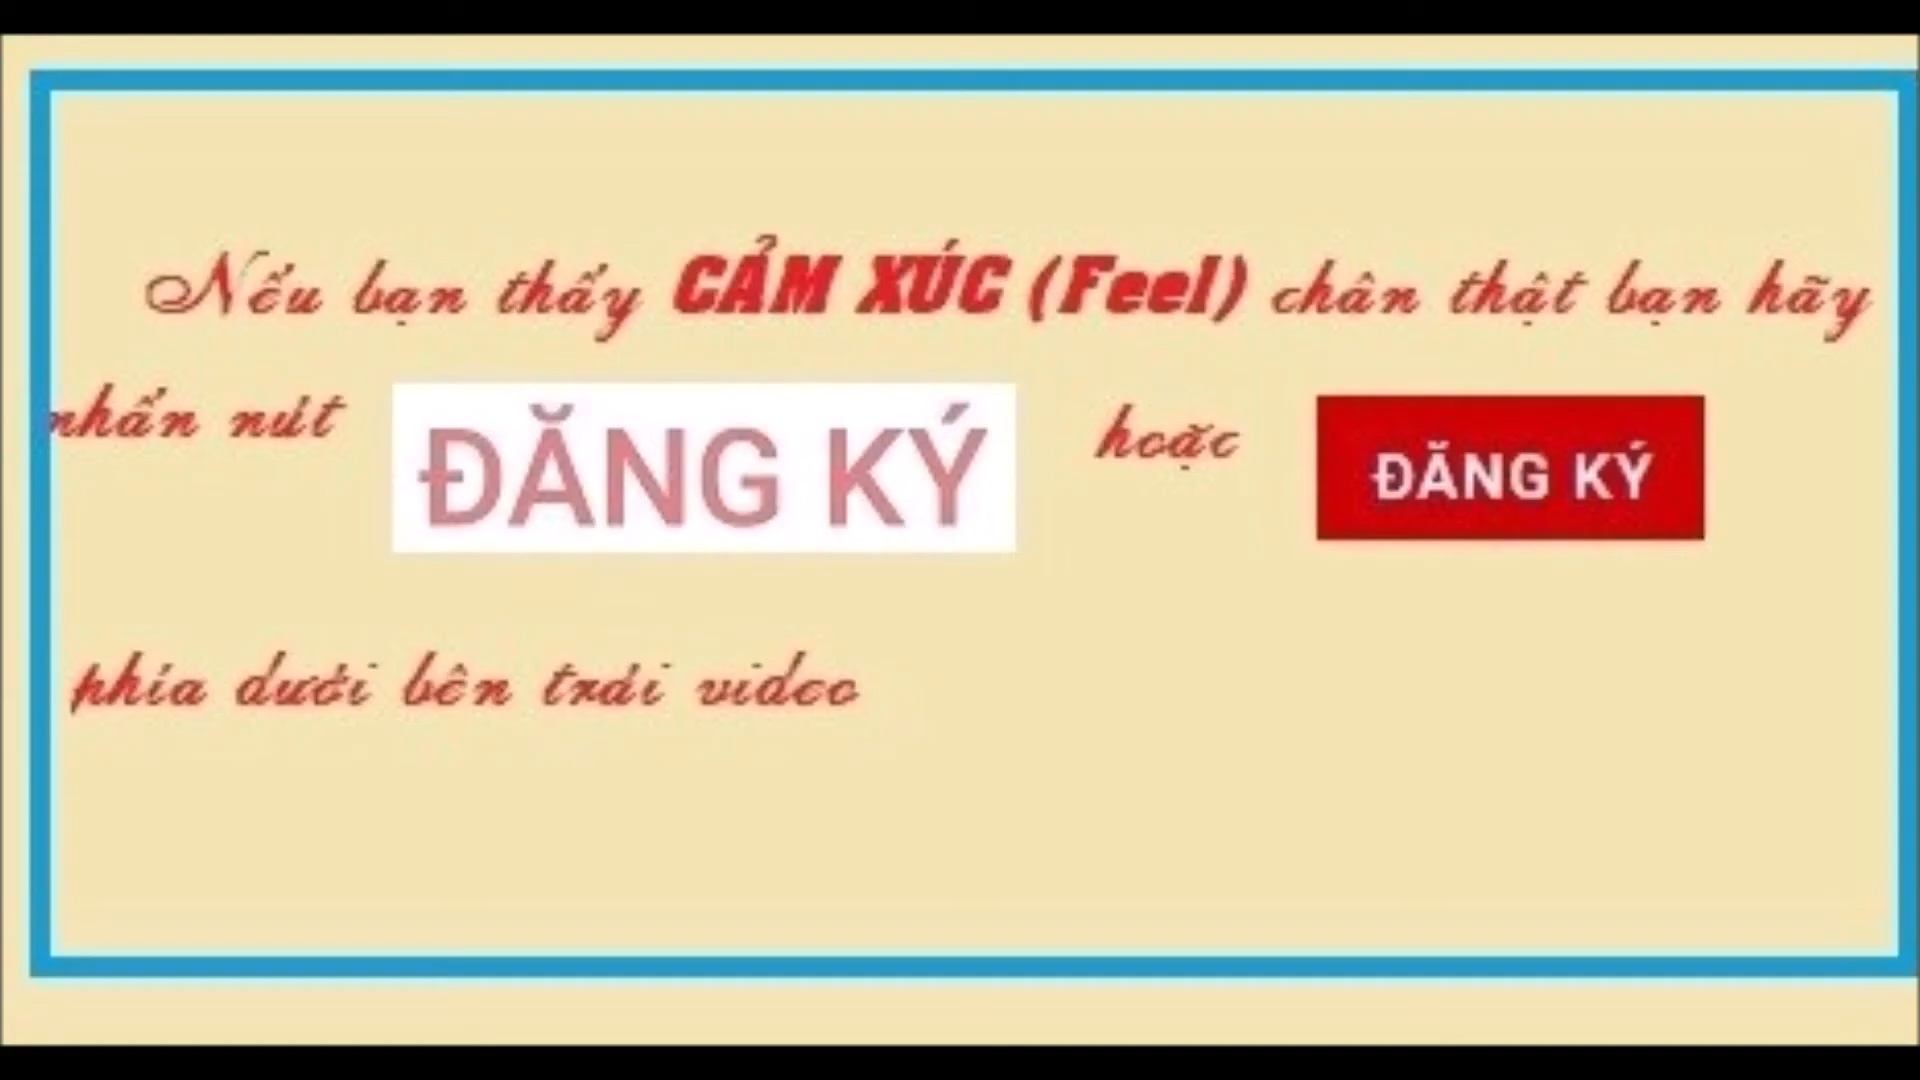 Nếu bạn thấy CẢM XÚC (Feel) chân thật bạn hãy
nhấn nút ĐĂNG KÝ hoặc ĐĂNG KÝ
phía dưới bên trái video